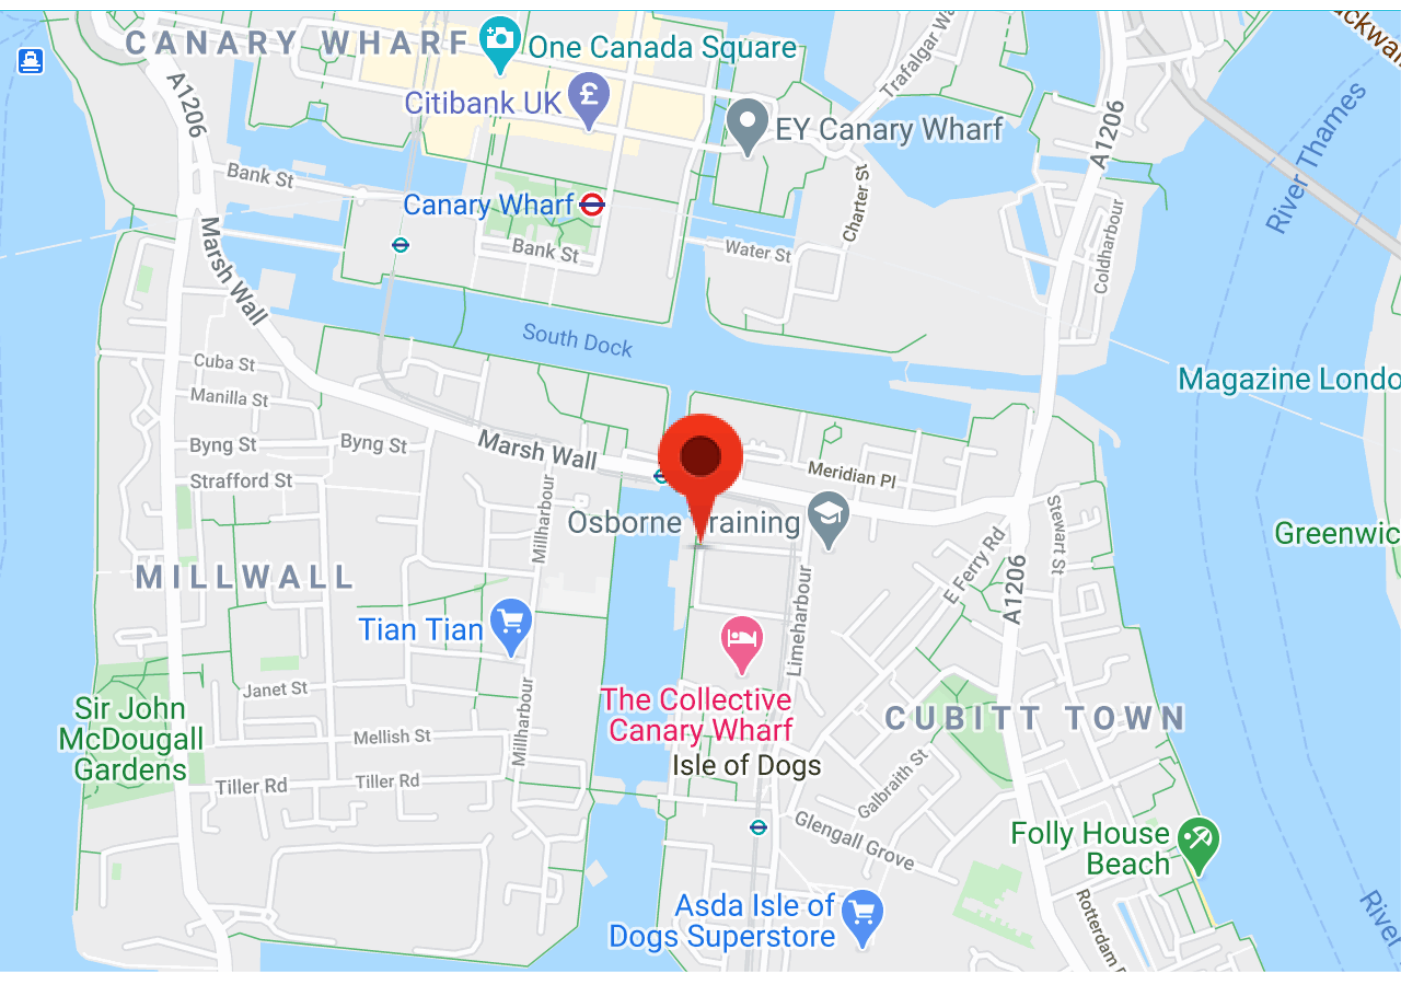 CANARY WHARF
One Canada Square
Citibank UK
£
EY Canary Wharf
Trafalgar Wa
ckwal
A1206
A1206
River Thames
Bank St
Canary Wharf
Bank St
Charter St
Water St
Coldharbour
Marsh Wall
South Dock
Magazine Londo
Cuba St
Manilla St
Byng St
Byng St
Strafford St
Marsh Wall
Meridian Pl
Millharbour
Osborne Training
Stewart St
E Ferry Rd
A1206
Greenwic
MILLWALL
Tian Tian
Limeharbour
Janet St
The Collective
Canary Wharf
Isle of Dogs
CUBITT TOWN
Sir John
McDougall
Gardens
Mellish St
Millharbour
Tiller Rd
Tiller Rd
Galbraith St
Glengall Grove
Folly House
Beach
Asda Isle of
Dogs Superstore
Rotterdam D
River